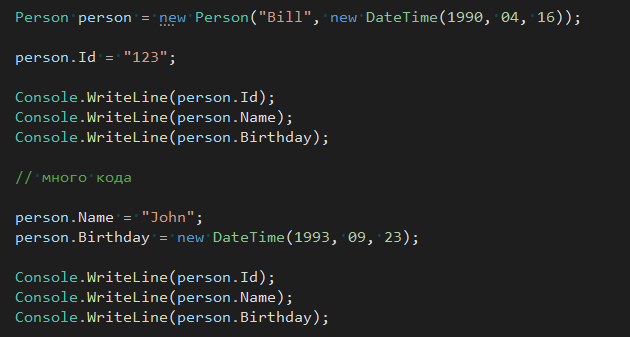 Person person = new Person("Bill", new DateTime(1990, 04, 16));
person.Id = "123";
Console.WriteLine(person.Id);
Console.WriteLine(person.Name);
Console.WriteLine(person.Birthday);
// много кода
person.Name = "John";
person.Birthday = new DateTime(1993, 09, 23);
Console.WriteLine(person.Id);
Console.WriteLine(person.Name);
Console.WriteLine(person.Birthday);